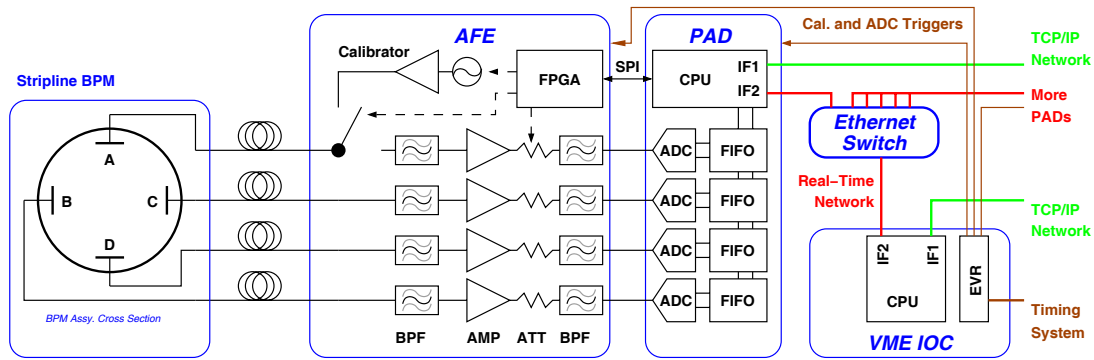 Stripline BPM
A
B
C
D
BPM Assy. Cross Section
AFE
Calibrator
FPGA
SPI
BPF
AMP
ATT
BPF
PAD
CPU
IF1
IF2
ADC
FIFO
ADC
FIFO
ADC
FIFO
ADC
FIFO
Cal. and ADC Triggers
TCP/IP
Network
More
PADs
Ethernet
Switch
Real-Time
Network
TCP/IP
Network
IF2
IF1
CPU
EVR
VME IOC
Timing
System